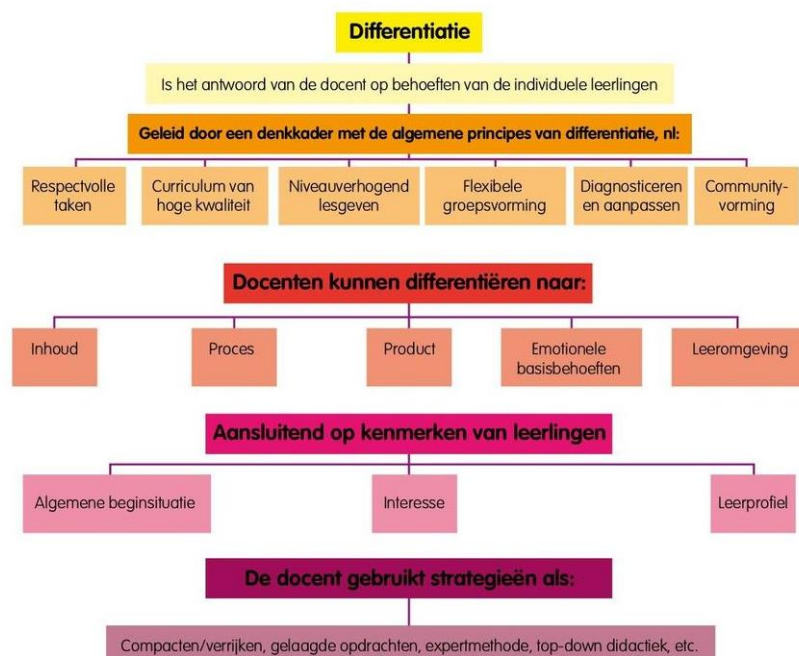 Differentiatie
Is het antwoord van de docent op behoeften van de individuele leerlingen
Geleid door een denkkader met de algemene principes van differentiatie, nl:
Respectvolle
taken
Curriculum van
hoge kwaliteit
Niveauverhogend
lesgeven
Flexibele
groepsvorming
Diagnosticeren
en aanpassen
Community-
vorming
Docenten kunnen differentiëren naar:
Inhoud
Proces
Product
Emotionele
basisbehoeften
Leeromgeving
Aansluitend op kenmerken van leerlingen
Algemene beginsituatie
Interesse
Leerprofiel
De docent gebruikt strategieën als:
Compacten/verrijken, gelaagde opdrachten, expertmethode, top-down didactiek, etc.